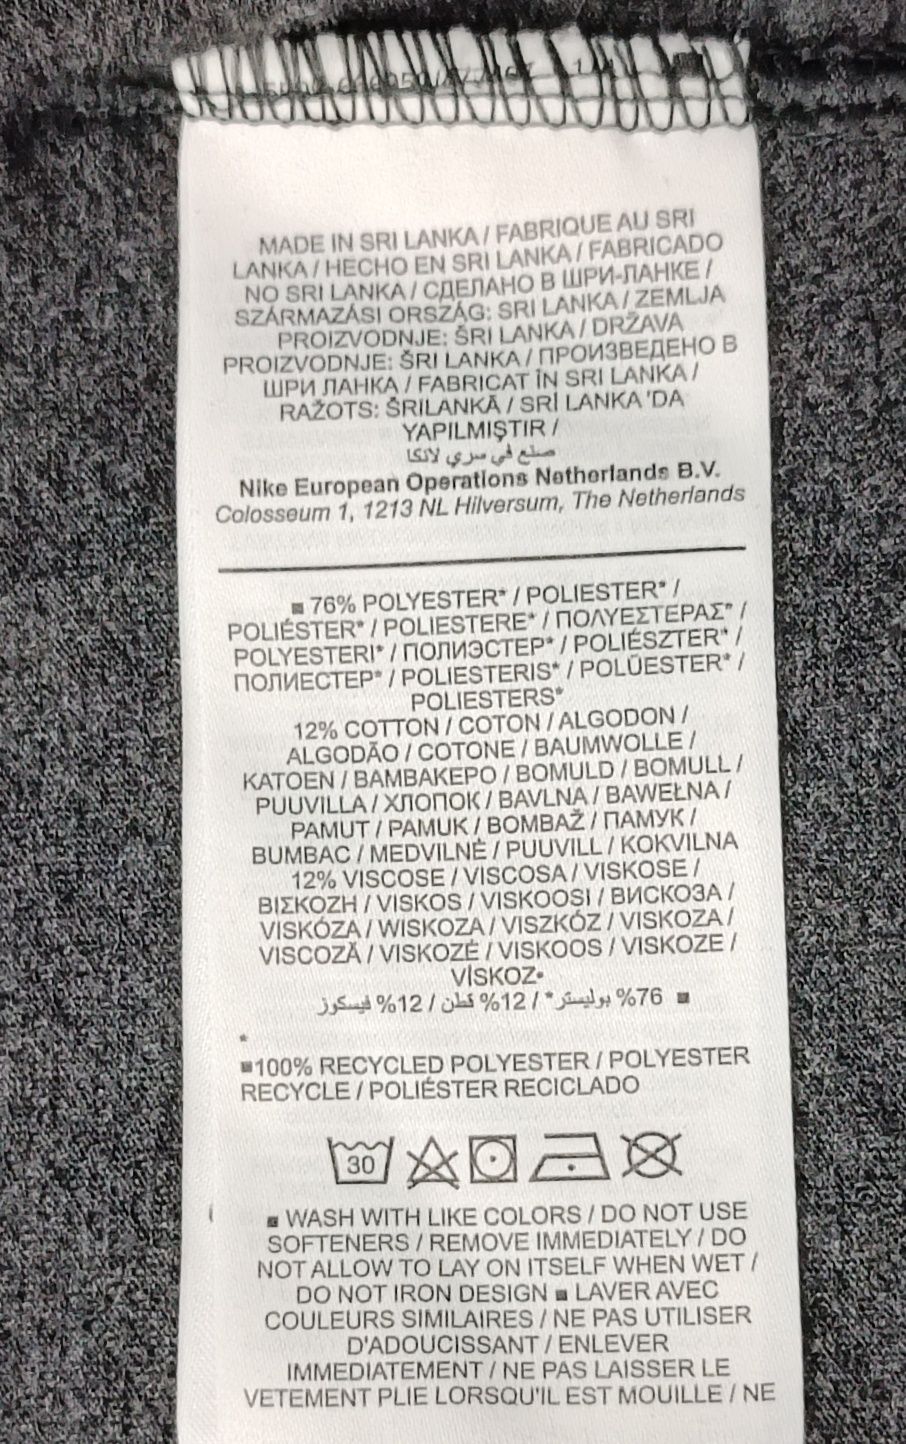 MADE IN SRI LANKA / FABRIQUE AU SRI
LANKA / HECHO EN SRI LANKA / FABRICADO
NO SRI LANKA / СДЕЛАНО В ШРИ-ЛАНКЕ /
SZÁRMAZÁSI ORSZÁG: SRI LANKA / ZEMLJA
PROIZVODNJE: ŠRI LANKA / DRŽAVA
PROIZVODNJE: ŠRI LANKA / ПРОИЗВЕДЕНО В
ШРИ ЛАНКА / FABRICAT ÎN SRI LANKA /
RAŽOTS: ŠRILANKĀ / SRİ LANKA 'DA
YAPILMIŞTIR /
صنع في سري لانكا
Nike European Operations Netherlands B.V.
Colosseum 1, 1213 NL Hilversum, The Netherlands
■ 76% POLYESTER* / POLIESTER* /
POLIÉSTER* / POLIESTERE* / ΠΟΛΥΕΣΤΕΡΑΣ* /
POLYESTERI* / ПОЛИЭСТЕР* / POLIÉSZTER* /
ПОЛИЕСТЕР* / POLIESTERIS* / POLÜESTER* /
POLIESTERS*
12% COTTON / COTON / ALGODON /
ALGODÃO / COTONE / BAUMWOLLE /
KATOEN / ΒΑΜΒΑΚΕΡΟ / BOMULD / BOMULL /
PUUVILLA / ХЛОПОК / BAVLNA / BAWEŁNA /
PAMUT / PAMUK / BOMBAŽ / ПАМУК /
BUMBAC / MEDVILNĖ / PUUVILL / KOKVILNA
12% VISCOSE / VISCOSA / VISKOSE /
ΒΙΣΚΟΖΗ / VISKOS / VISKOOSI / ВИСКОЗА /
VISKÓZA / WISKOZA / VISZKÓZ / VISKOZA /
VISCOZĂ / VISKOZĖ / VISKOOS / VISKOZE /
VİSKOZ•
■ 76% بوليستر* / 12% قطن / 12% فيسكوز
*
■100% RECYCLED POLYESTER / POLYESTER
RECYCLE / POLIÉSTER RECICLADO
30
■ WASH WITH LIKE COLORS / DO NOT USE
SOFTENERS / REMOVE IMMEDIATELY / DO
NOT ALLOW TO LAY ON ITSELF WHEN WET /
DO NOT IRON DESIGN ■ LAVER AVEC
COULEURS SIMILAIRES / NE PAS UTILISER
D'ADOUCISSANT / ENLEVER
IMMEDIATEMENT / NE PAS LAISSER LE
VETEMENT PLIE LORSQU'IL EST MOUILLE / NE